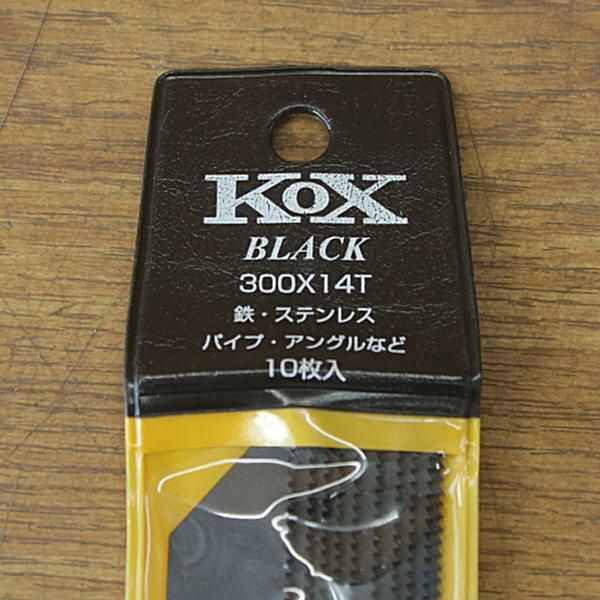 KOX
BLACK
300X14T
鉄・ステンレス
パイプ・アングルなど
10枚入